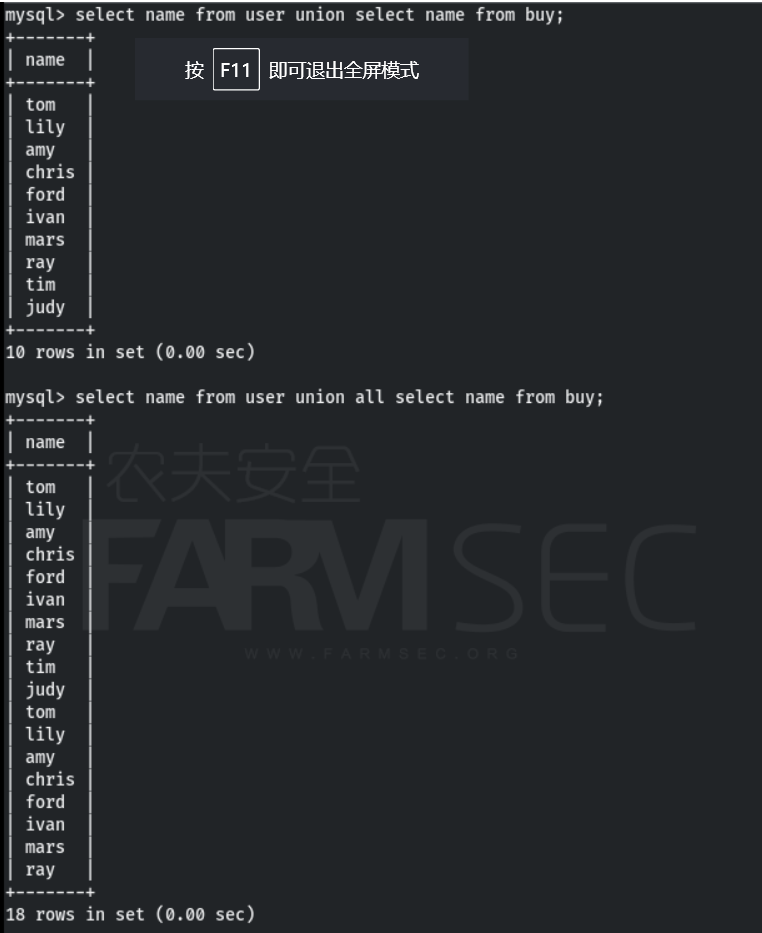 mysql> select name from user union select name from buy;
+-------+
| name  |
按 F11 即可退出全屏模式
+-------+
| tom   |
| lily  |
| amy   |
| chris |
| ford  |
| ivan  |
| mars  |
| ray   |
| tim   |
| judy  |
+-------+
10 rows in set (0.00 sec)
mysql> select name from user union all select name from buy;
+-------+
| name  |
+-------+
农夫安全
| tom   |
| lily  |
| amy   |
| chris |
FARMSEC
| ford  |
| ivan  |
| mars  |
| ray   |
WWW.FARMSEC.ORG
| tim   |
| judy  |
| tom   |
| lily  |
| amy   |
| chris |
| ford  |
| ivan  |
| mars  |
| ray   |
+-------+
18 rows in set (0.00 sec)